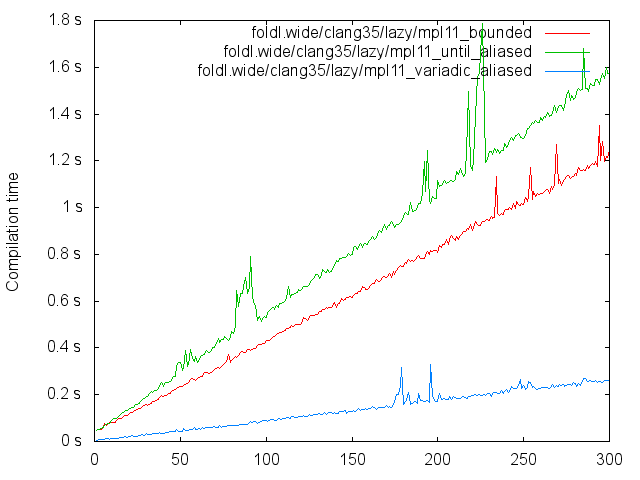 1.8 s
1.6 s
1.4 s
1.2 s
1 s
0.8 s
0.6 s
0.4 s
0.2 s
0 s
Compilation time
foldl.wide/clang35/lazy/mpl11_bounded
foldl.wide/clang35/lazy/mpl11_until_aliased
foldl.wide/clang35/lazy/mpl11_variadic_aliased
0 50 100 150 200 250 300